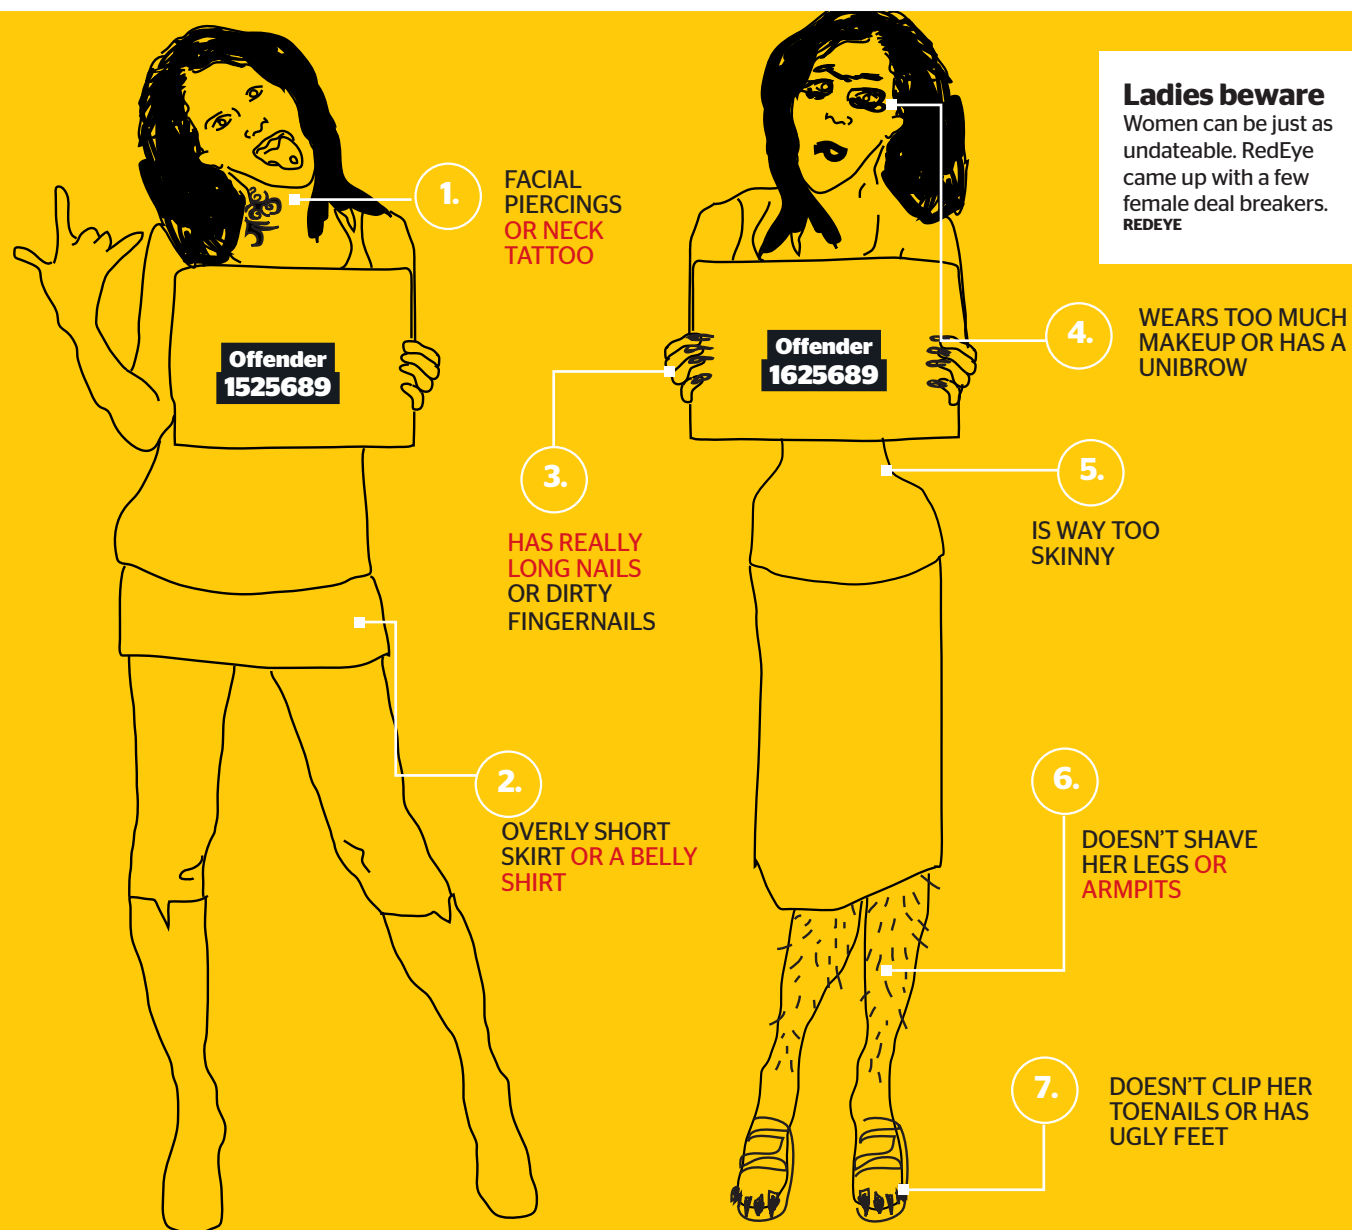 Ladies beware
Women can be just as
undateable. RedEye
came up with a few
female deal breakers.
REDEYE
1.
FACIAL
PIERCINGS
OR NECK
TATTOO
Offender
1525689
Offender
1625689
2.
OVERLY SHORT
SKIRT OR A BELLY
SHIRT
3.
HAS REALLY
LONG NAILS
OR DIRTY
FINGERNAILS
4.
WEARS TOO MUCH
MAKEUP OR HAS A
UNIBROW
5.
IS WAY TOO
SKINNY
6.
DOESN'T SHAVE
HER LEGS OR
ARMPITS
7.
DOESN'T CLIP HER
TOENAILS OR HAS
UGLY FEET